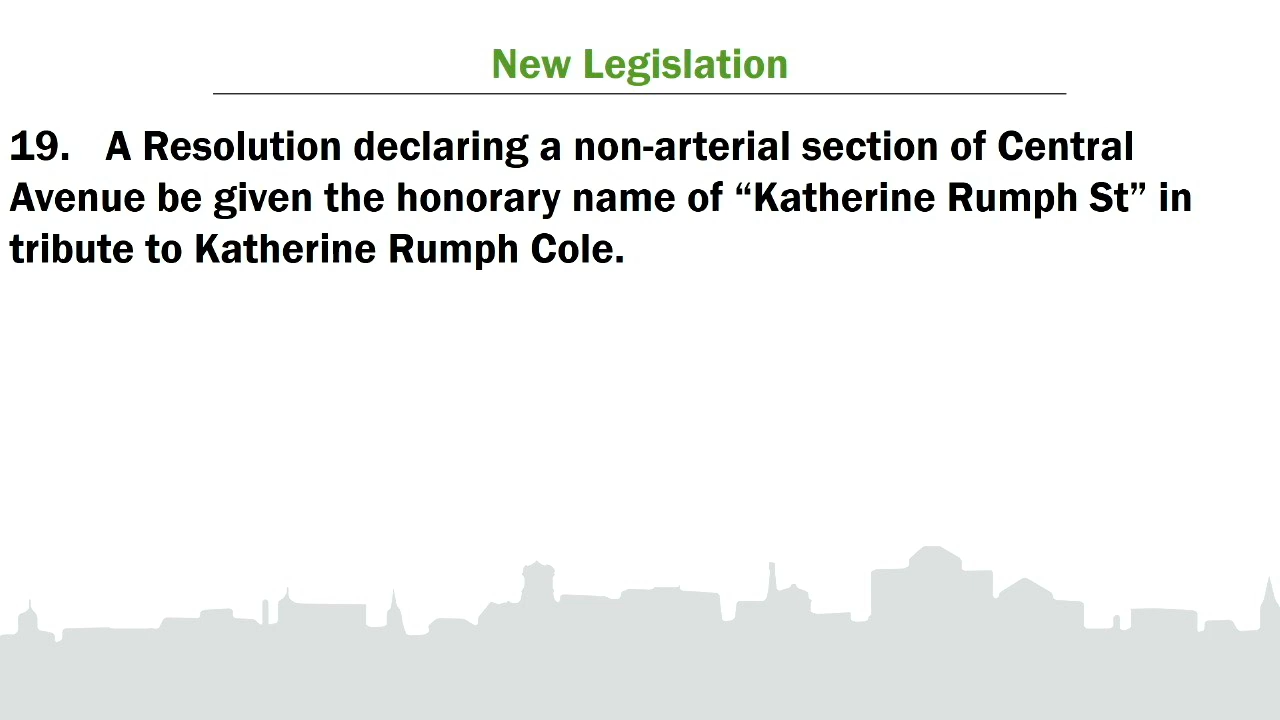 New Legislation
19. A Resolution declaring a non-arterial section of Central
Avenue be given the honorary name of “Katherine Rumph St” in
tribute to Katherine Rumph Cole.